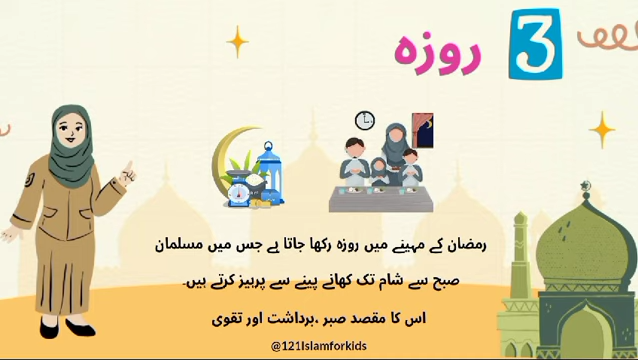 3 روزہ
رمضان کے مہینے میں روزہ رکھا جاتا ہے جس میں مسلمان
صبح سے شام تک کھانے پینے سے پرہیز کرتے ہیں۔
اس کا مقصد صبر ،برداشت اور تقوی
@121Islamforkids